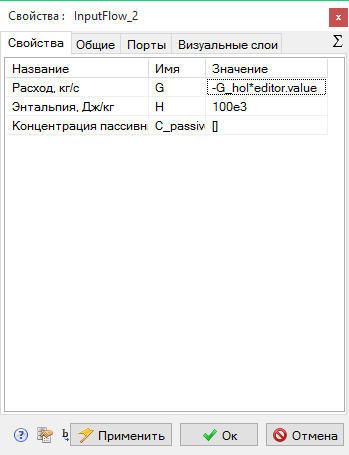 Свойства : InputFlow_2
Свойства Общие Порты Визуальные слои Σ
Название Имя Значение
Расход, кг/с G -G_hol*editor.value
Энтальпия, Дж/кг H 100e3
Концентрация пассивн C_passiv []
Применить Ок Отмена